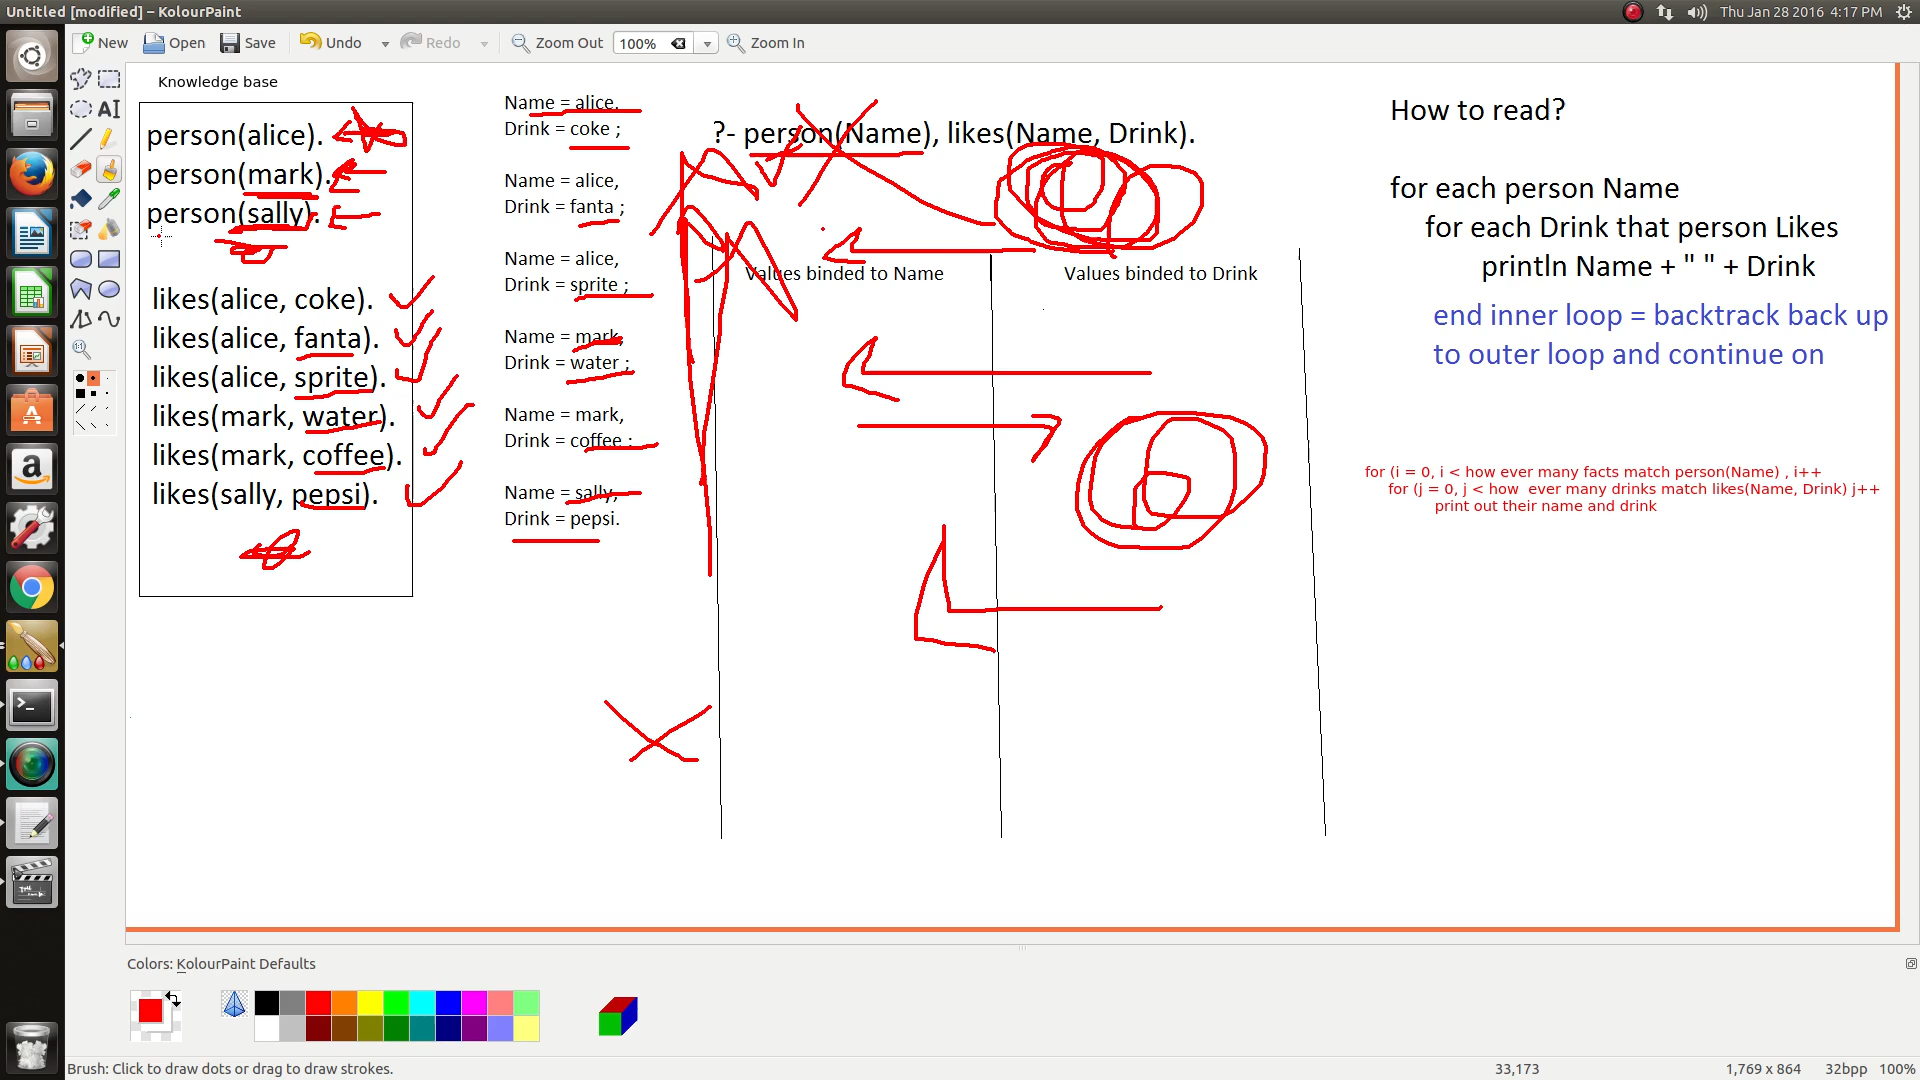 Untitled [modified] – KolourPaint
Thu Jan 28 2016 4:17 PM
New Open Save Undo Redo Zoom Out 100% Zoom In
Knowledge base
person(alice).
person(mark).
person(sally).
likes(alice, coke).
likes(alice, fanta).
likes(alice, sprite).
likes(mark, water).
likes(mark, coffee).
likes(sally, pepsi).
Name = alice,
Drink = coke ;
Name = alice,
Drink = fanta ;
Name = alice,
Drink = sprite ;
Name = mark,
Drink = water ;
Name = mark,
Drink = coffee ;
Name = sally,
Drink = pepsi.
?- person(Name), likes(Name, Drink).
Values binded to Name
Values binded to Drink
How to read?
for each person Name
for each Drink that person Likes
println Name + " " + Drink
end inner loop = backtrack back up
to outer loop and continue on
for (i = 0, i < how ever many facts match person(Name) , i++
for (j = 0, j < how  ever many drinks match likes(Name, Drink) j++
print out their name and drink
Colors: KolourPaint Defaults
Brush: Click to draw dots or drag to draw strokes.
33,173
1,769 x 864
32bpp
100%